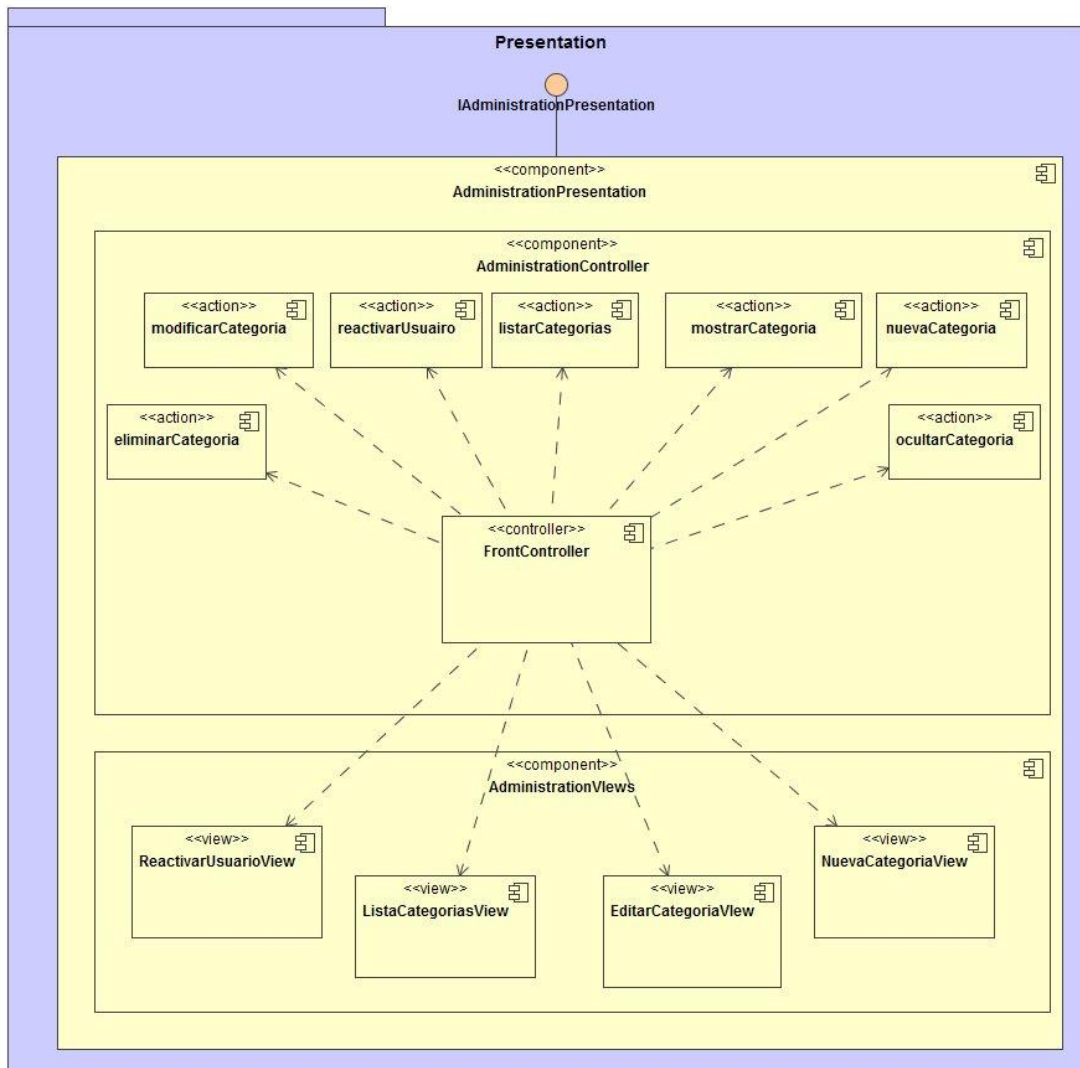 Presentation
IAdministrationPresentation
<<component>>
AdministrationPresentation
<<component>>
AdministrationController
<<action>>
modificarCategoria
<<action>>
reactivarUsuairo
<<action>>
listarCategorias
<<action>>
mostrarCategoria
<<action>>
nuevaCategoria
<<action>>
eliminarCategoria
<<action>>
ocultarCategoria
<<controller>>
FrontController
<<component>>
AdministrationVIews
<<view>>
ReactivarUsuarioView
<<view>>
ListaCategoriasView
<<view>>
EditarCategoriaVIew
<<view>>
NuevaCategoriaView